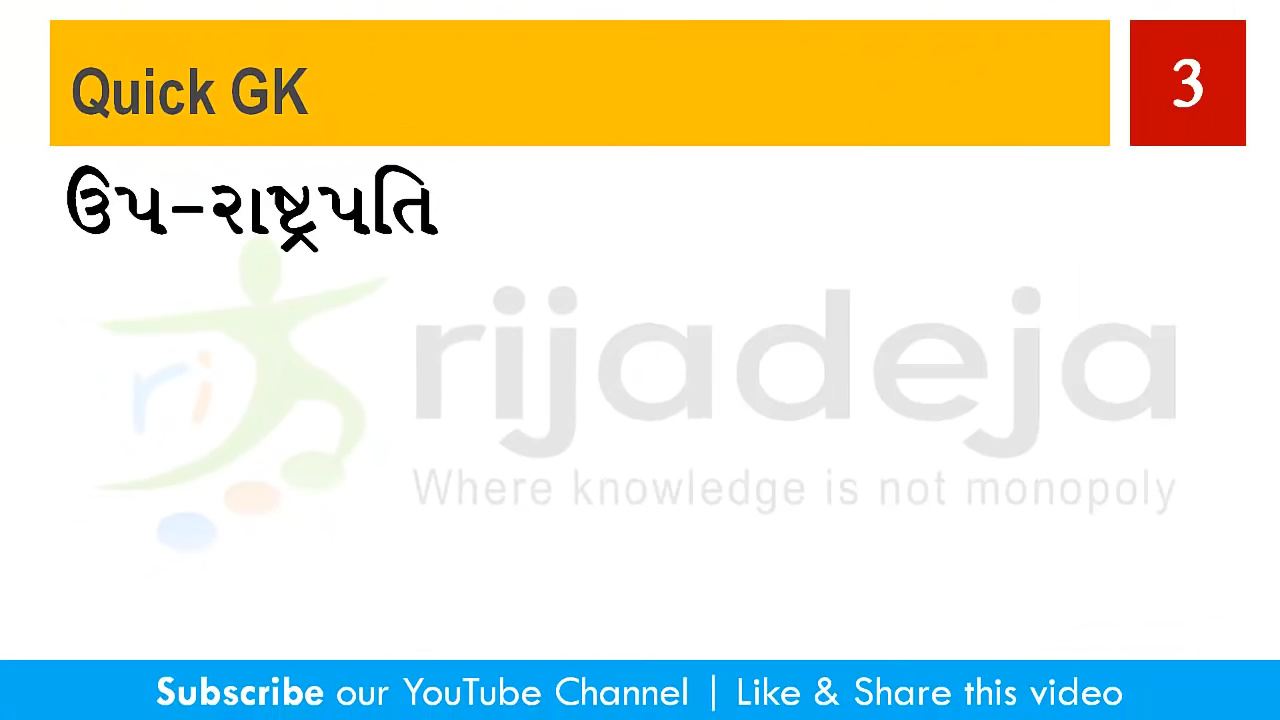 Quick GK
3
ઉપ-રાષ્ટ્રપતિ
ri
rijadeja
Where knowledge is not monopoly
Subscribe our YouTube Channel | Like & Share this video